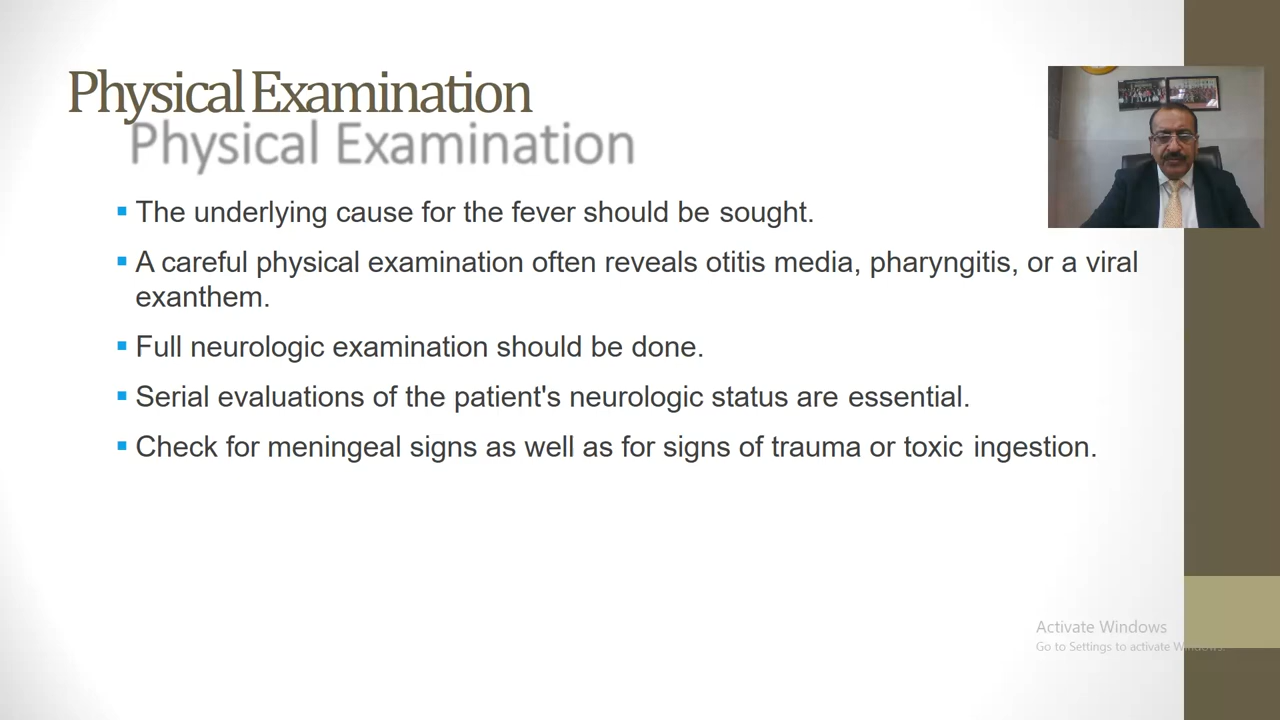 Physical Examination
Physical Examination
The underlying cause for the fever should be sought.
A careful physical examination often reveals otitis media, pharyngitis, or a viral
exanthem.
Full neurologic examination should be done.
Serial evaluations of the patient's neurologic status are essential.
Check for meningeal signs as well as for signs of trauma or toxic ingestion.
Activate Windows
Go to Settings to activate Windows.